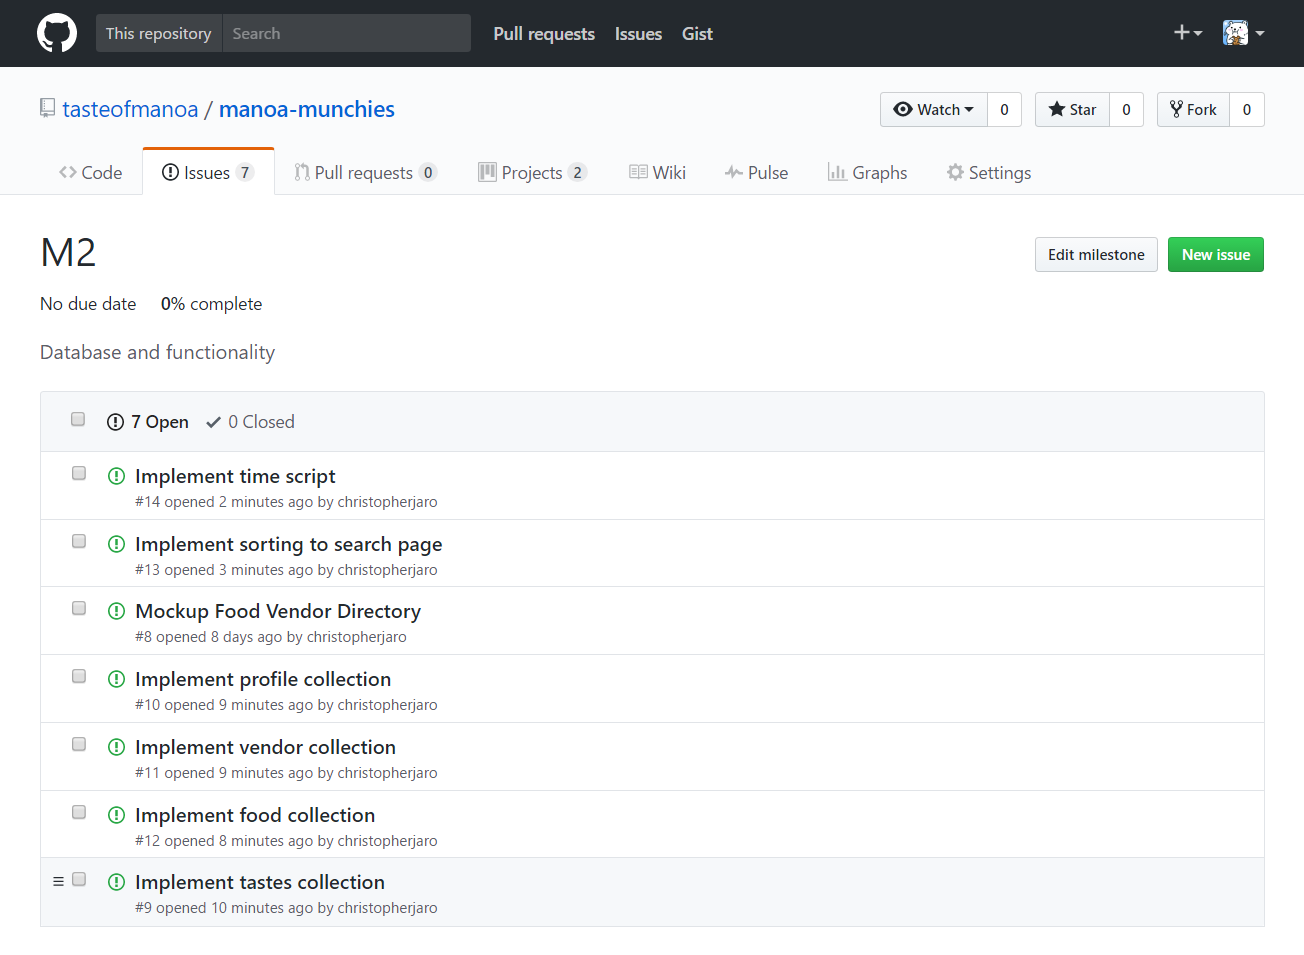 This repository Search Pull requests Issues Gist
tasteofmanoa / manoa-munchies Watch 0 Star 0 Fork 0
Code Issues 7 Pull requests 0 Projects 2 Wiki Pulse Graphs Settings
M2 Edit milestone New issue
No due date 0% complete
Database and functionality
7 Open 0 Closed
Implement time script
#14 opened 2 minutes ago by christopherjaro
Implement sorting to search page
#13 opened 3 minutes ago by christopherjaro
Mockup Food Vendor Directory
#8 opened 8 days ago by christopherjaro
Implement profile collection
#10 opened 9 minutes ago by christopherjaro
Implement vendor collection
#11 opened 9 minutes ago by christopherjaro
Implement food collection
#12 opened 8 minutes ago by christopherjaro
Implement tastes collection
#9 opened 10 minutes ago by christopherjaro